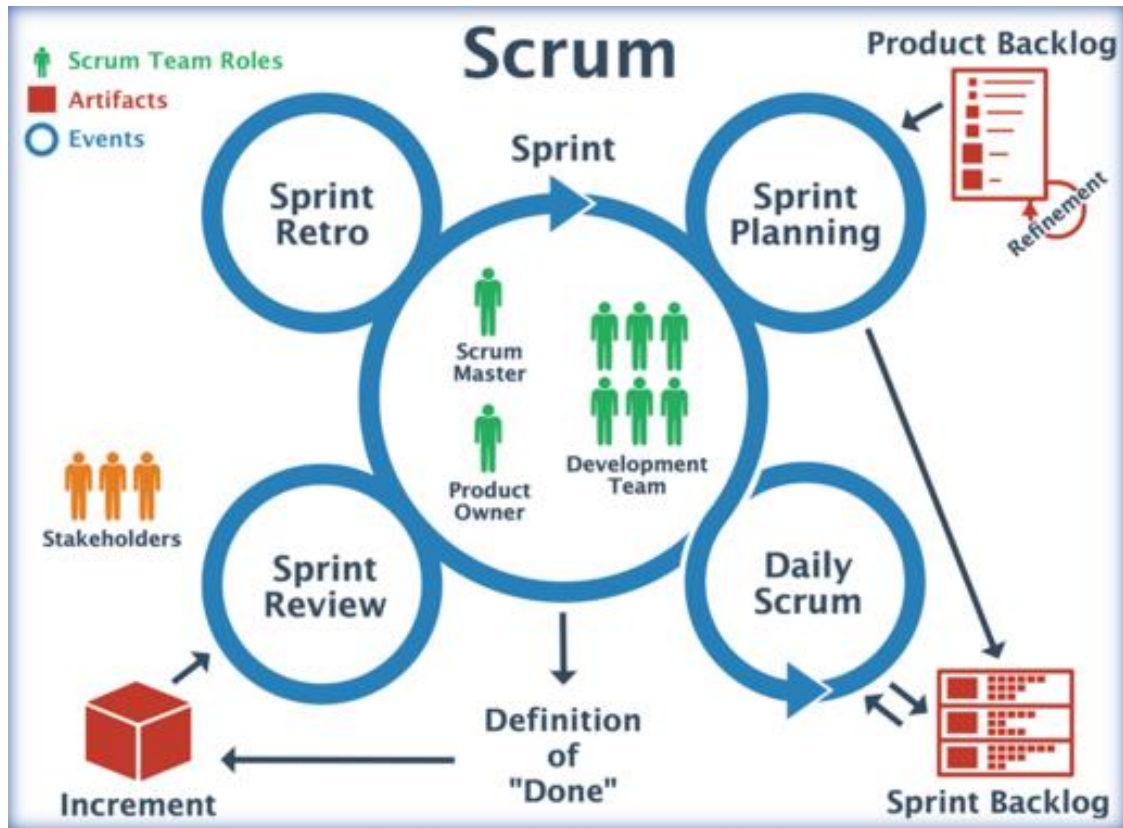 Scrum
Scrum Team Roles
Artifacts
Events
Product Backlog
Refinement
Sprint
Sprint
Retro
Sprint
Planning
Scrum
Master
Product
Owner
Development
Team
Stakeholders
Sprint
Review
Daily
Scrum
Definition
of
"Done"
Increment
Sprint Backlog